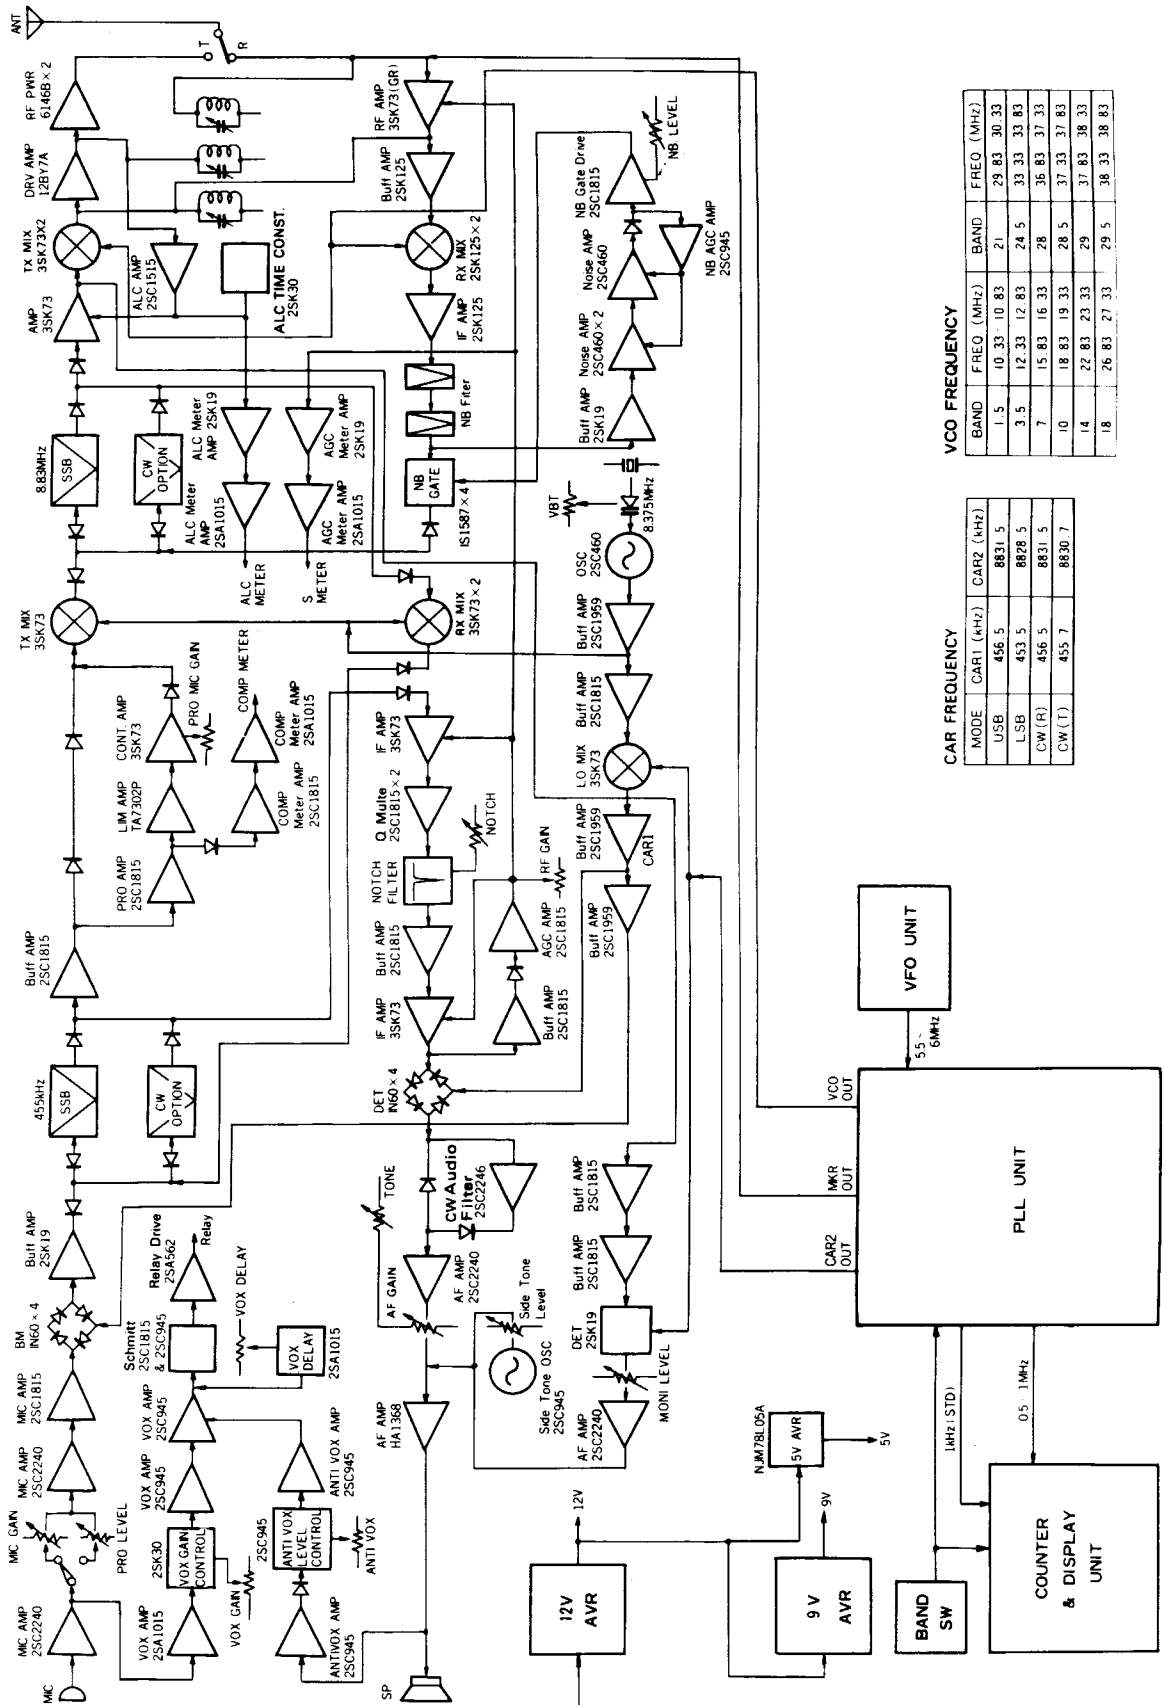 ANT
T
R
RF PWR
6146B × 2
DRV AMP
12BY7A
TX MIX
3SK73X2
AMP
3SK73
ALC AMP
2SC1515
ALC TIME CONST.
2SK30
8.83MHz
SSB
CW
OPTION
TX MIX
3SK73
ALC Meter
AMP 2SK19
ALC Meter
AMP
2SA1015
ALC
METER
AGC
Meter AMP
2SK19
AGC
Meter AMP
2SA1015
S
METER
RF AMP
3SK73(GR)
Buff AMP
2SK125
RX MIX
2SK125 × 2
IF AMP
2SK125
NB Fiter
NB
GATE
IS1587 × 4
RX MIX
3SK73 × 2
NB LEVEL
NB Gate Drive
2SC1815
NB AGC AMP
2SC945
Noise AMP
2SC460
Noise AMP
2SC460 × 2
Buff AMP
2SK19
VBT
8.375MHz
OSC
2SC460
Buff AMP
2SC1959
Buff AMP
2SC1815
LO MIX
3SK73
Buff AMP
2SC1959
CAR1
Buff AMP
2SC1959
CONT. AMP
3SK73
PRO MIC GAIN
LIM AMP
TA7302P
PRO AMP
2SC1815
COMP METER
COMP
Meter AMP
2SA1015
COMP
Meter AMP
2SC1815
Buff AMP
2SC1815
455kHz
SSB
CW
OPTION
IF AMP
3SK73
Q Multe
2SC1815 × 2
NOTCH
NOTCH
FILTER
Buff AMP
2SC1815
IF AMP
3SK73
RF GAIN
AGC AMP
2SC1815
Buff AMP
2SC1815
DET
IN60 × 4
CW Audio
Filter
2SC2246
TONE
AF GAIN
AF AMP
2SC2240
Side Tone
Level
Side Tone OSC
2SC945
AF AMP
HA1368
SP
Buff AMP
2SC1815
Buff AMP
2SC1815
DET
2SK19
MONI LEVEL
AF AMP
2SC2240
Buff AMP
2SK19
BM
IN60 × 4
MIC AMP
2SC1815
MIC AMP
2SC2240
MIC GAIN
PRO LEVEL
MIC AMP
2SC2240
MIC
Relay
Relay Drive
2SA562
Schmitt
2SC1815
& 2SC945
VOX DELAY
VOX
DELAY
2SA1015
VOX AMP
2SC945
VOX AMP
2SC945
2SK30
VOX GAIN
CONTROL
VOX GAIN
VOX AMP
2SA1015
ANTI VOX AMP
2SC945
2SC945
ANTI VOX
LEVEL
CONTROL
ANTI VOX
ANTIVOX AMP
2SC945
VCO FREQUENCY
BAND FREQ (MHz) BAND FREQ (MHz)
1.5 10.33 10 83 21 29 83 30.33
3.5 12.33 12.83 24 5 33 33 33 83
7 15.83 16 33 28 36 83 37 33
10 18 83 19.33 28 5 37 33 37 83
14 22 83 23 33 29 37 83 38 33
18 26 83 27 33 29 5 38 33 38 83
CAR FREQUENCY
MODE CAR1 (kHz) CAR2 (kHz)
USB 456 5 8831 5
LSB 453 5 8828 5
CW (R) 456 5 8831 5
CW (T) 455 7 8830 7
VFO UNIT
5.5 ~
6MHz
VCO
OUT
MKR
OUT
CAR2
OUT
PLL UNIT
1kHz (STD)
0.5 1MHz
COUNTER
& DISPLAY
UNIT
BAND
SW
NJM78L05A
5V AVR
5V
12V
12V
AVR
9V
9V
AVR